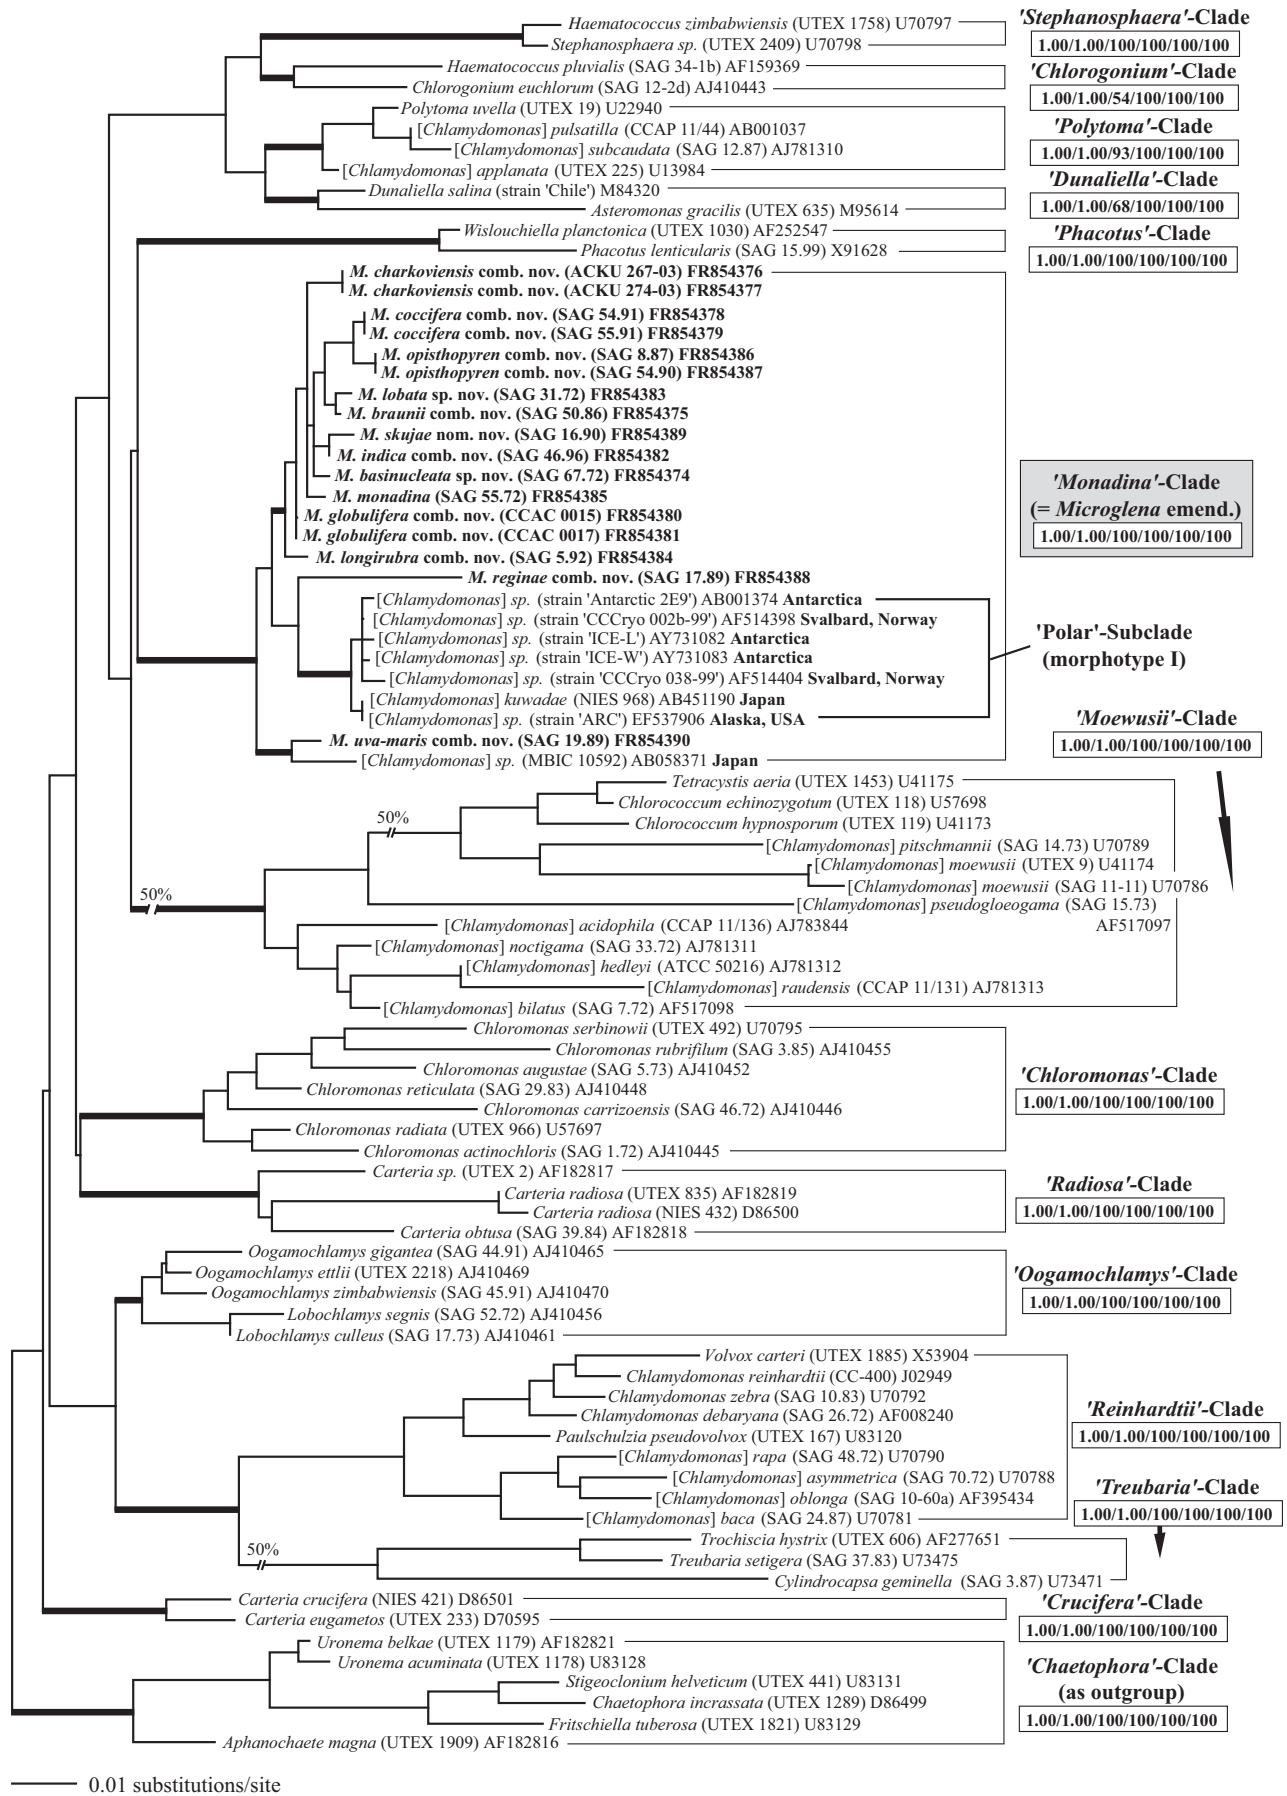 Haematococcus zimbabwiensis (UTEX 1758) U70797
Stephanosphaera sp. (UTEX 2409) U70798
'Stephanosphaera'-Clade
1.00/1.00/100/100/100/100
Haematococcus pluvialis (SAG 34-1b) AF159369
Chlorogonium euchlorum (SAG 12-2d) AJ410443
'Chlorogonium'-Clade
1.00/1.00/54/100/100/100
Polytoma uvella (UTEX 19) U22940
[Chlamydomonas] pulsatilla (CCAP 11/44) AB001037
[Chlamydomonas] subcaudata (SAG 12.87) AJ781310
[Chlamydomonas] applanata (UTEX 225) U13984
'Polytoma'-Clade
1.00/1.00/93/100/100/100
Dunaliella salina (strain 'Chile') M84320
Asteromonas gracilis (UTEX 635) M95614
'Dunaliella'-Clade
1.00/1.00/68/100/100/100
Wislouchiella planctonica (UTEX 1030) AF252547
Phacotus lenticularis (SAG 15.99) X91628
'Phacotus'-Clade
1.00/1.00/100/100/100/100
M. charkoviensis comb. nov. (ACKU 267-03) FR854376
M. charkoviensis comb. nov. (ACKU 274-03) FR854377
M. coccifera comb. nov. (SAG 54.91) FR854378
M. coccifera comb. nov. (SAG 55.91) FR854379
M. opisthopyren comb. nov. (SAG 8.87) FR854386
M. opisthopyren comb. nov. (SAG 54.90) FR854387
M. lobata sp. nov. (SAG 31.72) FR854383
M. braunii comb. nov. (SAG 50.86) FR854375
M. skujae nom. nov. (SAG 16.90) FR854389
M. indica comb. nov. (SAG 46.96) FR854382
M. basinucleata sp. nov. (SAG 67.72) FR854374
M. monadina (SAG 55.72) FR854385
M. globulifera comb. nov. (CCAC 0015) FR854380
M. globulifera comb. nov. (CCAC 0017) FR854381
M. longirubra comb. nov. (SAG 5.92) FR854384
M. reginae comb. nov. (SAG 17.89) FR854388
'Monadina'-Clade
(= Microglena emend.)
1.00/1.00/100/100/100/100
[Chlamydomonas] sp. (strain 'Antarctic 2E9') AB001374 Antarctica
[Chlamydomonas] sp. (strain 'CCCryo 002b-99') AF514398 Svalbard, Norway
[Chlamydomonas] sp. (strain 'ICE-L') AY731082 Antarctica
[Chlamydomonas] sp. (strain 'ICE-W') AY731083 Antarctica
[Chlamydomonas] sp. (strain 'CCCryo 038-99') AF514404 Svalbard, Norway
[Chlamydomonas] kuwadae (NIES 968) AB451190 Japan
[Chlamydomonas] sp. (strain 'ARC') EF537906 Alaska, USA
'Polar'-Subclade
(morphotype I)
M. uva-maris comb. nov. (SAG 19.89) FR854390
[Chlamydomonas] sp. (MBIC 10592) AB058371 Japan
'Moewusii'-Clade
1.00/1.00/100/100/100/100
Tetracystis aeria (UTEX 1453) U41175
Chlorococcum echinozygotum (UTEX 118) U57698
Chlorococcum hypnosporum (UTEX 119) U41173
50%
[Chlamydomonas] pitschmannii (SAG 14.73) U70789
[Chlamydomonas] moewusii (UTEX 9) U41174
[Chlamydomonas] moewusii (SAG 11-11) U70786
50%
[Chlamydomonas] pseudogloeogama (SAG 15.73)
AF517097
[Chlamydomonas] acidophila (CCAP 11/136) AJ783844
[Chlamydomonas] noctigama (SAG 33.72) AJ781311
[Chlamydomonas] hedleyi (ATCC 50216) AJ781312
[Chlamydomonas] raudensis (CCAP 11/131) AJ781313
[Chlamydomonas] bilatus (SAG 7.72) AF517098
Chloromonas serbinowii (UTEX 492) U70795
Chloromonas rubrifilum (SAG 3.85) AJ410455
Chloromonas augustae (SAG 5.73) AJ410452
Chloromonas reticulata (SAG 29.83) AJ410448
Chloromonas carrizoensis (SAG 46.72) AJ410446
Chloromonas radiata (UTEX 966) U57697
Chloromonas actinochloris (SAG 1.72) AJ410445
'Chloromonas'-Clade
1.00/1.00/100/100/100/100
Carteria sp. (UTEX 2) AF182817
Carteria radiosa (UTEX 835) AF182819
Carteria radiosa (NIES 432) D86500
Carteria obtusa (SAG 39.84) AF182818
'Radiosa'-Clade
1.00/1.00/100/100/100/100
Oogamochlamys gigantea (SAG 44.91) AJ410465
Oogamochlamys ettlii (UTEX 2218) AJ410469
Oogamochlamys zimbabwiensis (SAG 45.91) AJ410470
Lobochlamys segnis (SAG 52.72) AJ410456
Lobochlamys culleus (SAG 17.73) AJ410461
'Oogamochlamys'-Clade
1.00/1.00/100/100/100/100
Volvox carteri (UTEX 1885) X53904
Chlamydomonas reinhardtii (CC-400) J02949
Chlamydomonas zebra (SAG 10.83) U70792
Chlamydomonas debaryana (SAG 26.72) AF008240
Paulschulzia pseudovolvox (UTEX 167) U83120
[Chlamydomonas] rapa (SAG 48.72) U70790
[Chlamydomonas] asymmetrica (SAG 70.72) U70788
[Chlamydomonas] oblonga (SAG 10-60a) AF395434
[Chlamydomonas] baca (SAG 24.87) U70781
'Reinhardtii'-Clade
1.00/1.00/100/100/100/100
'Treubaria'-Clade
1.00/1.00/100/100/100/100
50%
Trochiscia hystrix (UTEX 606) AF277651
Treubaria setigera (SAG 37.83) U73475
Cylindrocapsa geminella (SAG 3.87) U73471
Carteria crucifera (NIES 421) D86501
Carteria eugametos (UTEX 233) D70595
'Crucifera'-Clade
1.00/1.00/100/100/100/100
Uronema belkae (UTEX 1179) AF182821
Uronema acuminata (UTEX 1178) U83128
Stigeoclonium helveticum (UTEX 441) U83131
Chaetophora incrassata (UTEX 1289) D86499
Fritschiella tuberosa (UTEX 1821) U83129
Aphanochaete magna (UTEX 1909) AF182816
'Chaetophora'-Clade
(as outgroup)
1.00/1.00/100/100/100/100
0.01 substitutions/site